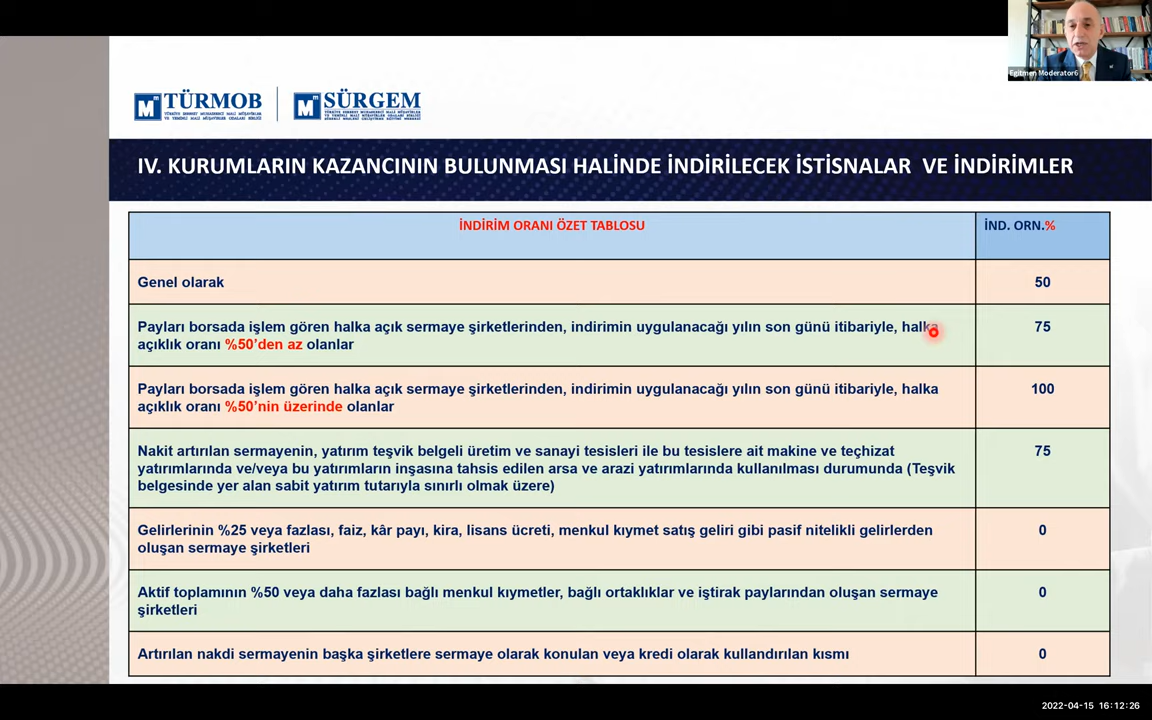 Egitmen Moderator6
TÜRMOB
SÜRGEM
IV. KURUMLARIN KAZANCININ BULUNMASI HALİNDE İNDİRİLECEK İSTİSNALAR VE İNDİRİMLER
İNDİRİM ORANI ÖZET TABLOSU
İND. ORN.%
Genel olarak
50
Payları borsada işlem gören halka açık sermaye şirketlerinden, indirimin uygulanacağı yılın son günü itibariyle, halka
açıklık oranı %50'den az olanlar
75
Payları borsada işlem gören halka açık sermaye şirketlerinden, indirimin uygulanacağı yılın son günü itibariyle, halka
açıklık oranı %50'nin üzerinde olanlar
100
Nakit artırılan sermayenin, yatırım teşvik belgeli üretim ve sanayi tesisleri ile bu tesislere ait makine ve teçhizat
yatırımlarında ve/veya bu yatırımların inşasına tahsis edilen arsa ve arazi yatırımlarında kullanılması durumunda (Teşvik
belgesinde yer alan sabit yatırım tutarıyla sınırlı olmak üzere)
75
Gelirlerinin %25 veya fazlası, faiz, kâr payı, kira, lisans ücreti, menkul kıymet satış geliri gibi pasif nitelikli gelirlerden
oluşan sermaye şirketleri
0
Aktif toplamının %50 veya daha fazlası bağlı menkul kıymetler, bağlı ortaklıklar ve iştirak paylarından oluşan sermaye
şirketleri
0
Artırılan nakdi sermayenin başka şirketlere sermaye olarak konulan veya kredi olarak kullandırılan kısmı
0
2022-04-15 16:12:26